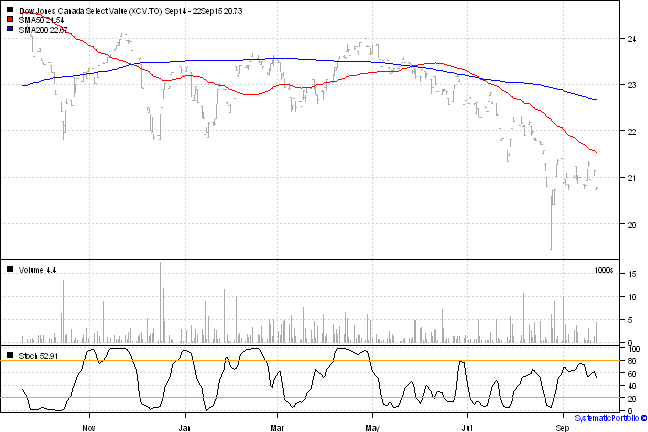 Dow Jones Canada Select Value (XCV.TO) Sep14 - 22Sep15 20.73
SMA50 21.54
SMA200 22.67
24
23
22
21
20
Volume 4.4
1000s
15
10
5
0
Stoch 52.91
100
80
60
40
20
0
Nov Jan Mar May Jul Sep
SystematicPortfolio ©